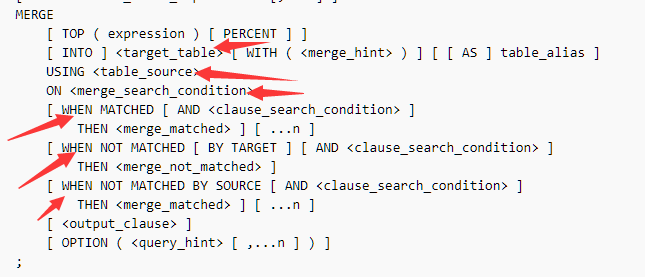 MERGE
[ TOP ( expression ) [ PERCENT ] ]
[ INTO ] <target_table> [ WITH ( <merge_hint> ) ] [ [ AS ] table_alias ]
USING <table_source>
ON <merge_search_condition>
[ WHEN MATCHED [ AND <clause_search_condition> ]
THEN <merge_matched> ] [ ...n ]
[ WHEN NOT MATCHED [ BY TARGET ] [ AND <clause_search_condition> ]
THEN <merge_not_matched> ]
[ WHEN NOT MATCHED BY SOURCE [ AND <clause_search_condition> ]
THEN <merge_matched> ] [ ...n ]
[ <output_clause> ]
[ OPTION ( <query_hint> [ ,...n ] ) ]
;